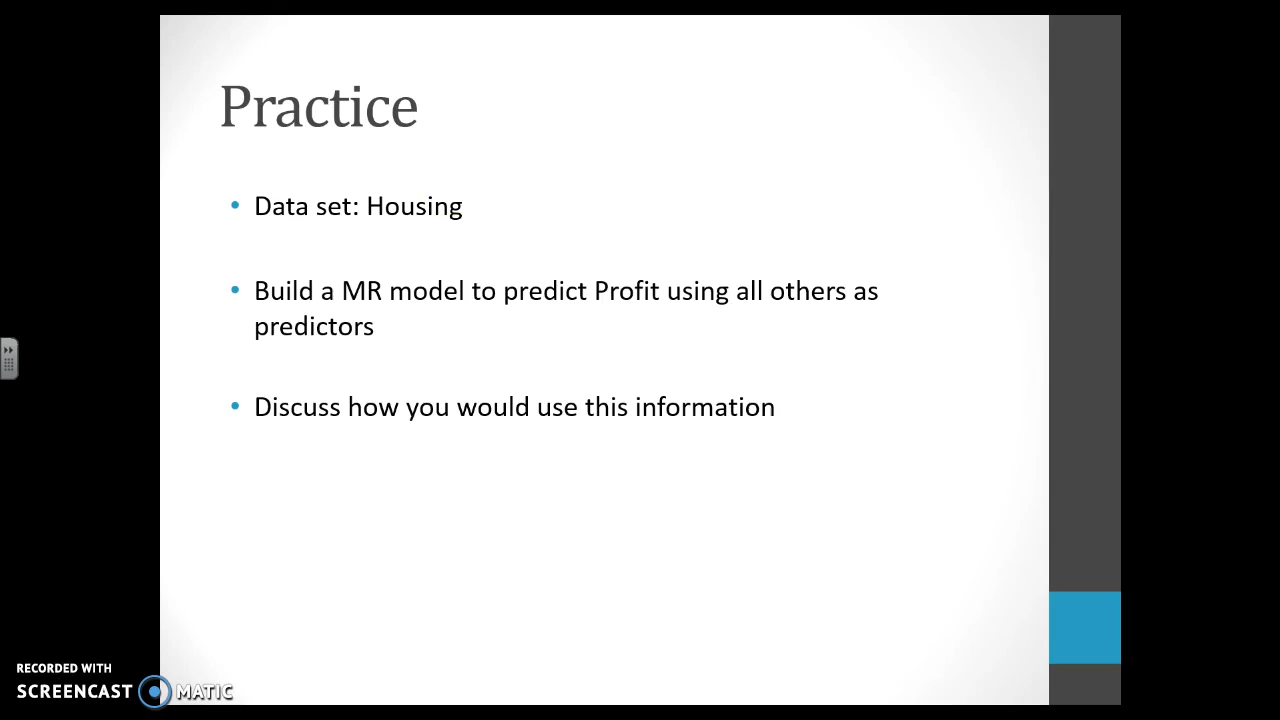 Practice
• Data set: Housing
• Build a MR model to predict Profit using all others as
predictors
• Discuss how you would use this information
RECORDED WITH
SCREENCAST MATIC